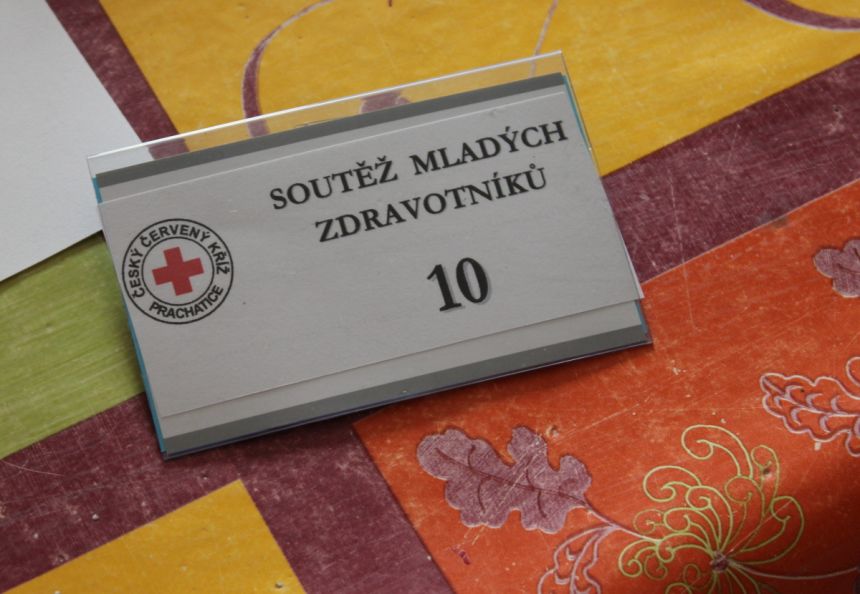 SOUTĚŽ MLADÝCH
ZDRAVOTNÍKŮ
10
ČESKÝ ČERVENÝ KŘÍŽ
PRACHATICE